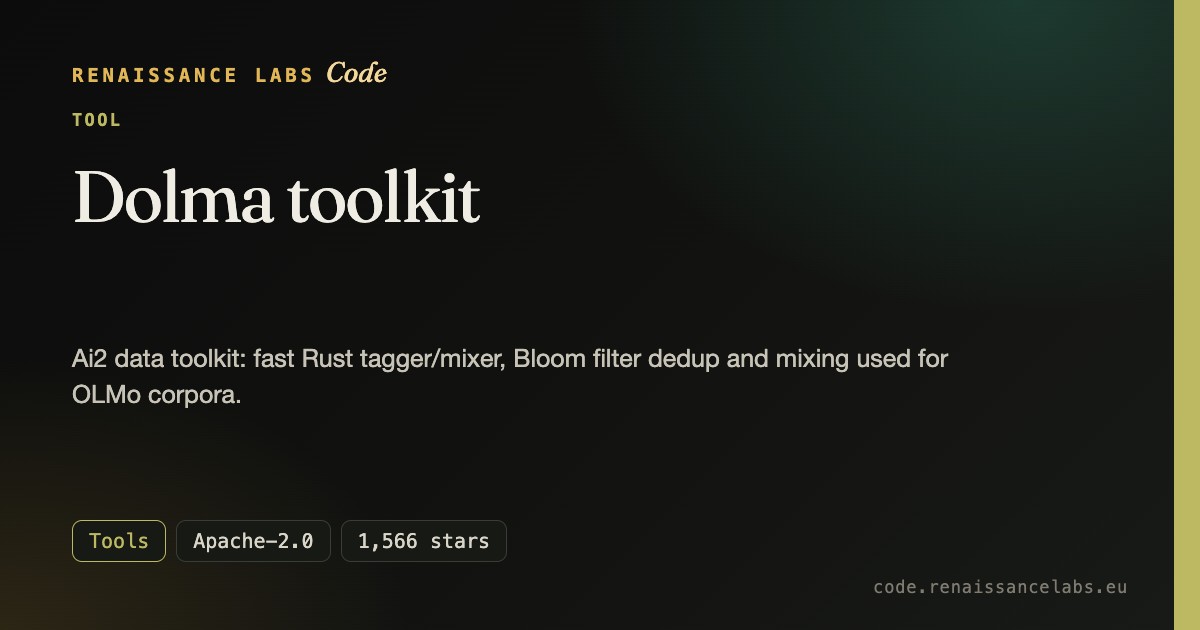 RENAISSANCE LABS Code
TOOL
Dolma toolkit
Ai2 data toolkit: fast Rust tagger/mixer, Bloom filter dedup and mixing used for
OLMo corpora.
Tools
Apache-2.0
1,566 stars
code.renaissancelabs.eu